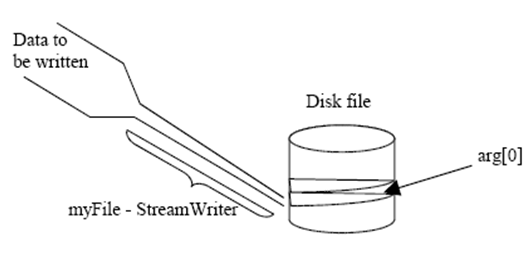 Data to
be written
Disk file
arg[0]
myFile - StreamWriter